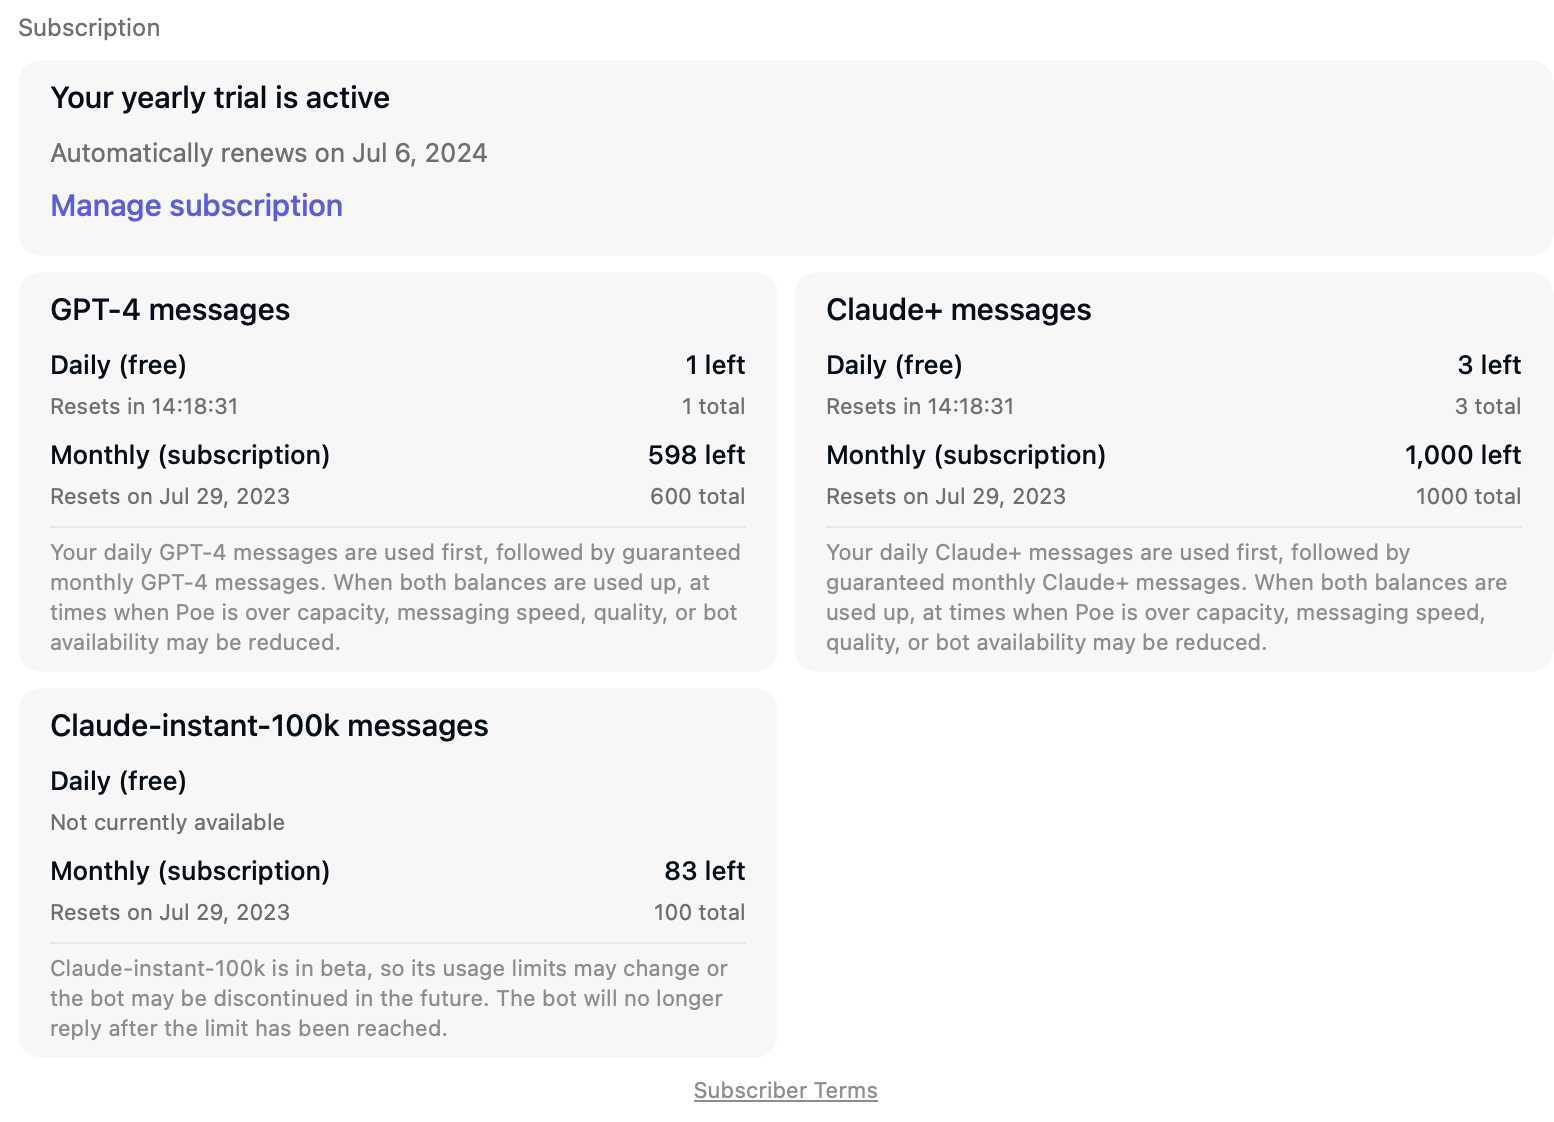 Subscription
Your yearly trial is active
Automatically renews on Jul 6, 2024
Manage subscription
GPT-4 messages
Daily (free) 1 left
Resets in 14:18:31 1 total
Monthly (subscription) 598 left
Resets on Jul 29, 2023 600 total
Your daily GPT-4 messages are used first, followed by guaranteed
monthly GPT-4 messages. When both balances are used up, at
times when Poe is over capacity, messaging speed, quality, or bot
availability may be reduced.
Claude+ messages
Daily (free) 3 left
Resets in 14:18:31 3 total
Monthly (subscription) 1,000 left
Resets on Jul 29, 2023 1000 total
Your daily Claude+ messages are used first, followed by
guaranteed monthly Claude+ messages. When both balances are
used up, at times when Poe is over capacity, messaging speed,
quality, or bot availability may be reduced.
Claude-instant-100k messages
Daily (free)
Not currently available
Monthly (subscription) 83 left
Resets on Jul 29, 2023 100 total
Claude-instant-100k is in beta, so its usage limits may change or
the bot may be discontinued in the future. The bot will no longer
reply after the limit has been reached.
Subscriber Terms